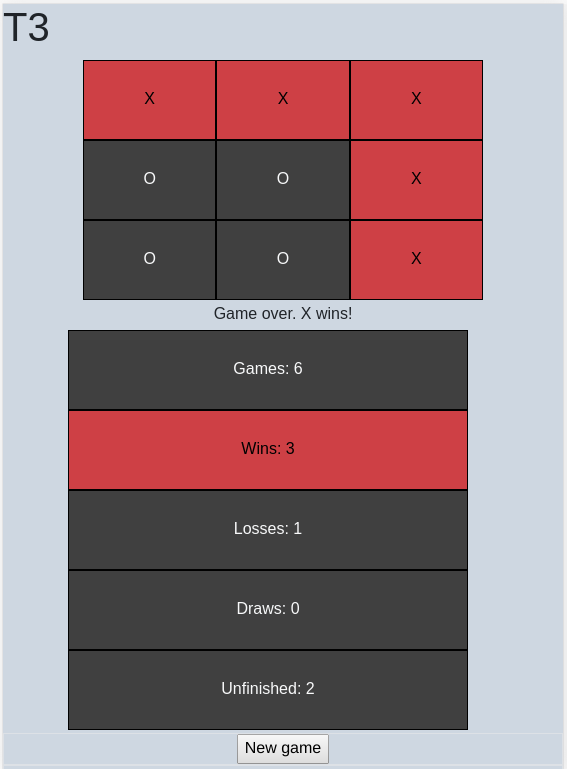 T3
X X X
O O X
O O X
Game over. X wins!
Games: 6
Wins: 3
Losses: 1
Draws: 0
Unfinished: 2
New game